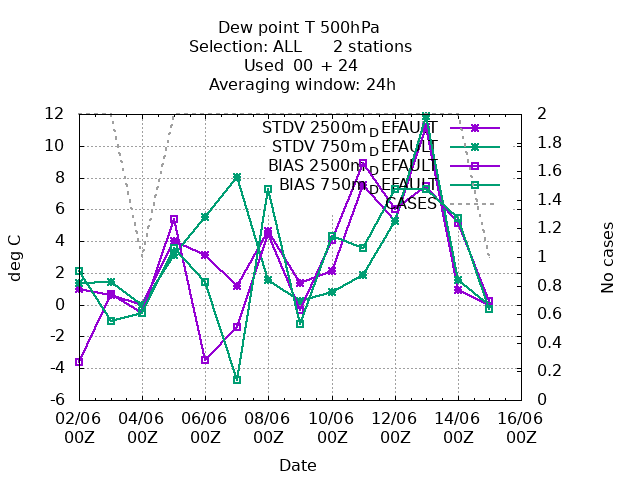 Dew point T 500hPa
Selection: ALL 2 stations
Used 00 + 24
Averaging window: 24h
STDV 2500m_DEFAULT
STDV 750m_DEFAULT
BIAS 2500m_DEFAULT
BIAS 750m_DEFAULT
CASES
12
10
8
6
4
2
0
-2
-4
-6
deg C
2
1.8
1.6
1.4
1.2
1
0.8
0.6
0.4
0.2
0
No cases
02/06 04/06 06/06 08/06 10/06 12/06 14/06 16/06
00Z 00Z 00Z 00Z 00Z 00Z 00Z 00Z
Date